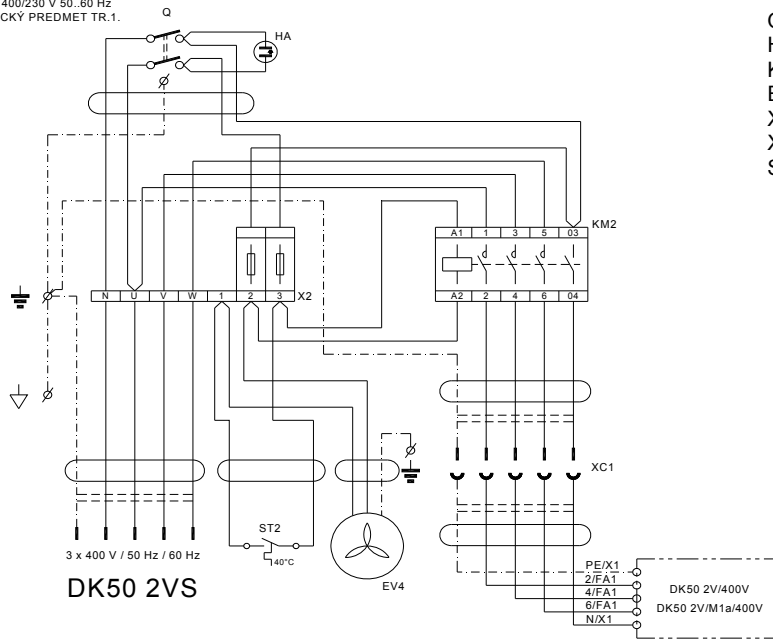 400/230 V 50..60 Hz
CKÝ PREDMET TR.1.
Q
HA
KM2
A1 1 3 5 03
A2 2 4 6 04
N U V W 1 2 3 X2
XC1
ST2
40°C
EV4
3 x 400 V / 50 Hz / 60 Hz
DK50 2VS
PE/X1
2/FA1
4/FA1
6/FA1
N/X1
DK50 2V/400V
DK50 2V/M1a/400V
H
K
E
X
X
S